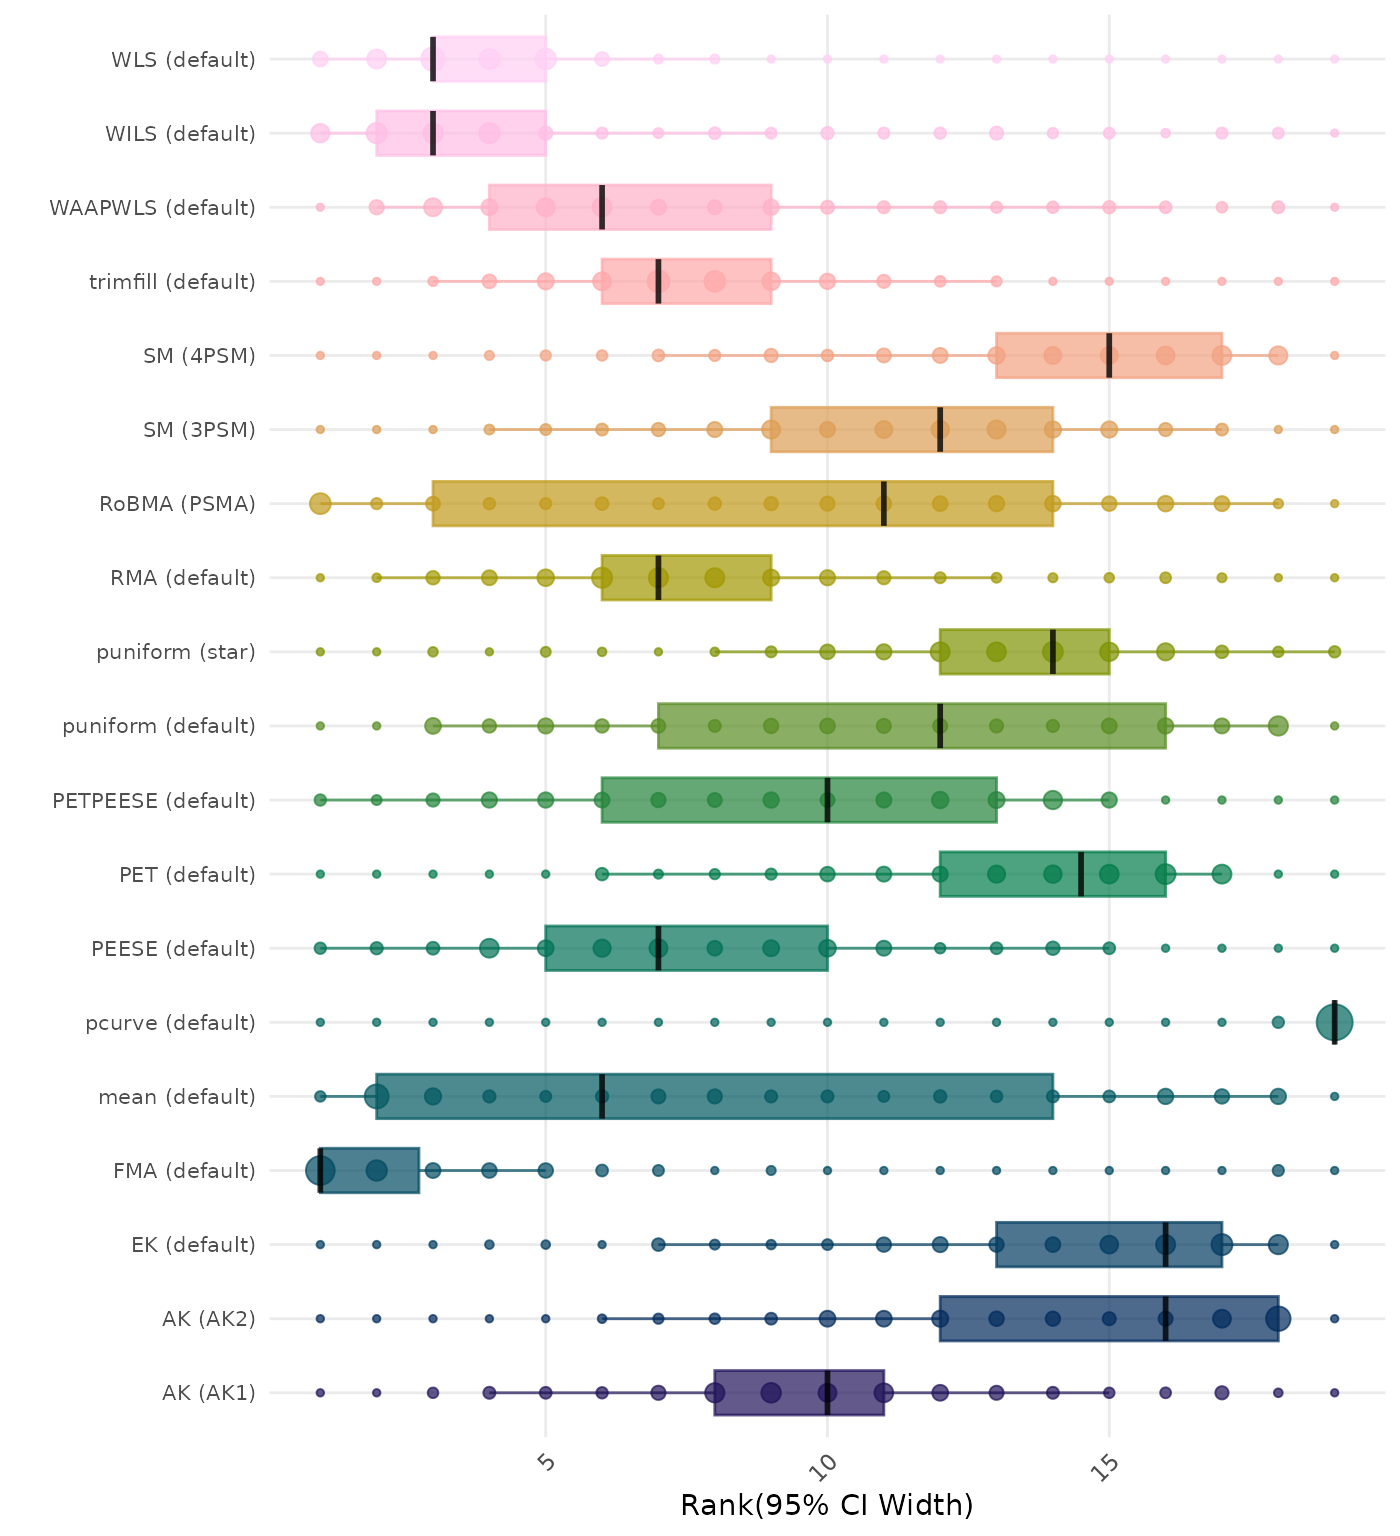 WLS (default)
WILS (default)
WAAPWLS (default)
trimfill (default)
SM (4PSM)
SM (3PSM)
RoBMA (PSMA)
RMA (default)
puniform (star)
puniform (default)
PETPEESE (default)
PET (default)
PEESE (default)
pcurve (default)
mean (default)
FMA (default)
EK (default)
AK (AK2)
AK (AK1)
5 10 15
Rank(95% CI Width)